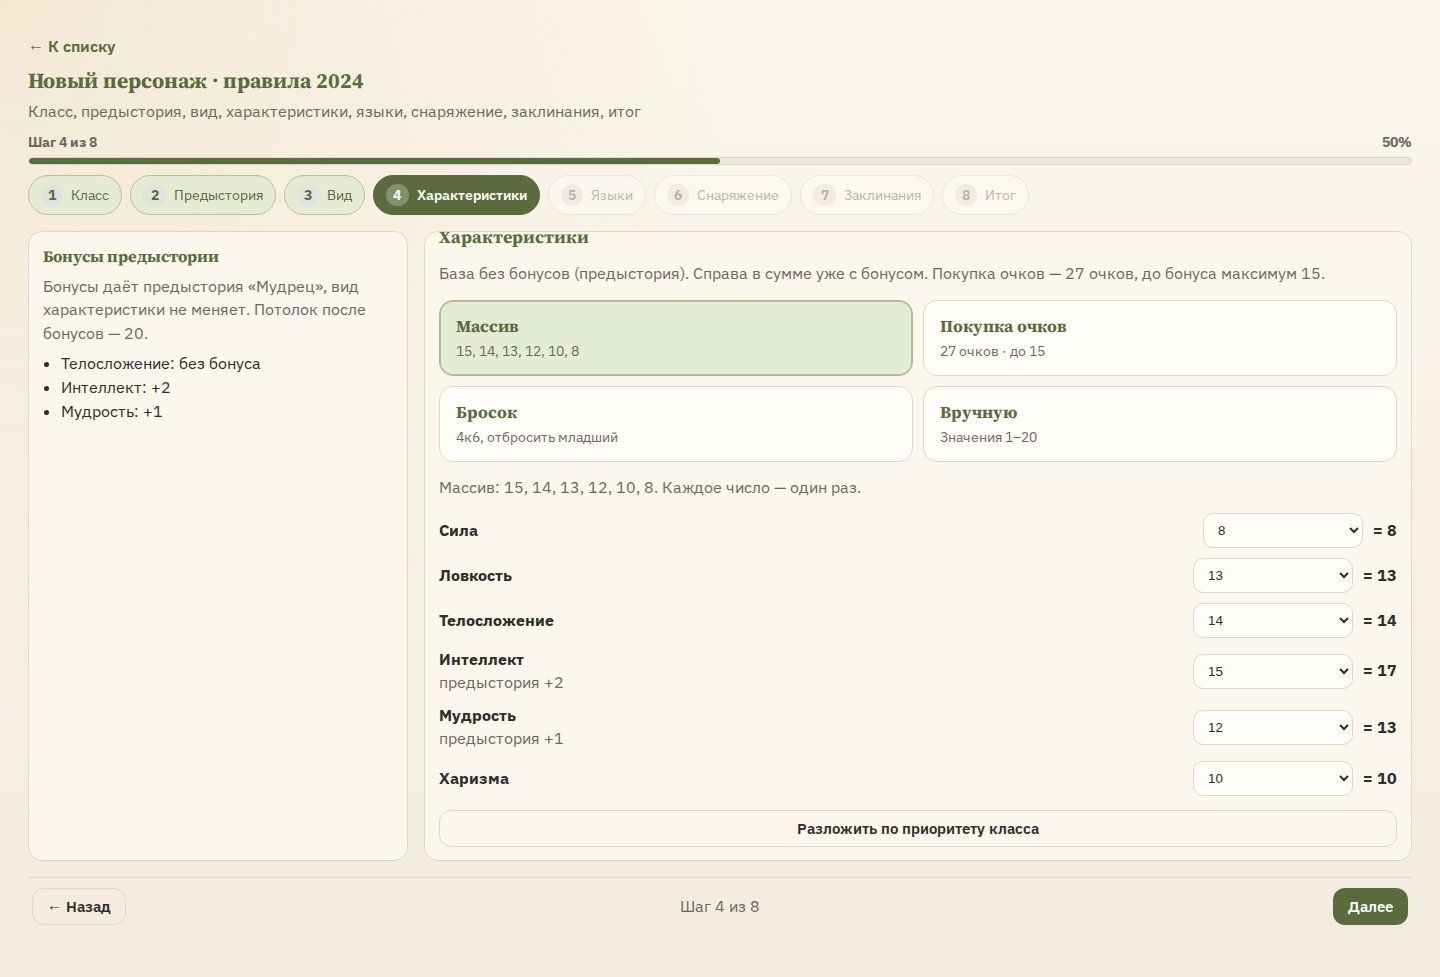 ← К списку
Новый персонаж · правила 2024
Класс, предыстория, вид, характеристики, языки, снаряжение, заклинания, итог
Шаг 4 из 8
50%
1 Класс
2 Предыстория
3 Вид
4 Характеристики
5 Языки
6 Снаряжение
7 Заклинания
8 Итог
Бонусы предыстории
Бонусы даёт предыстория «Мудрец», вид
характеристики не меняет. Потолок после
бонусов — 20.
• Телосложение: без бонуса
• Интеллект: +2
• Мудрость: +1
Характеристики
База без бонусов (предыстория). Справа в сумме уже с бонусом. Покупка очков — 27 очков, до бонуса максимум 15.
Массив
15, 14, 13, 12, 10, 8
Покупка очков
27 очков · до 15
Бросок
4к6, отбросить младший
Вручную
Значения 1–20
Массив: 15, 14, 13, 12, 10, 8. Каждое число — один раз.
Сила 8 = 8
Ловкость 13 = 13
Телосложение 14 = 14
Интеллект
предыстория +2
15 = 17
Мудрость
предыстория +1
12 = 13
Харизма 10 = 10
Разложить по приоритету класса
← Назад
Шаг 4 из 8
Далее